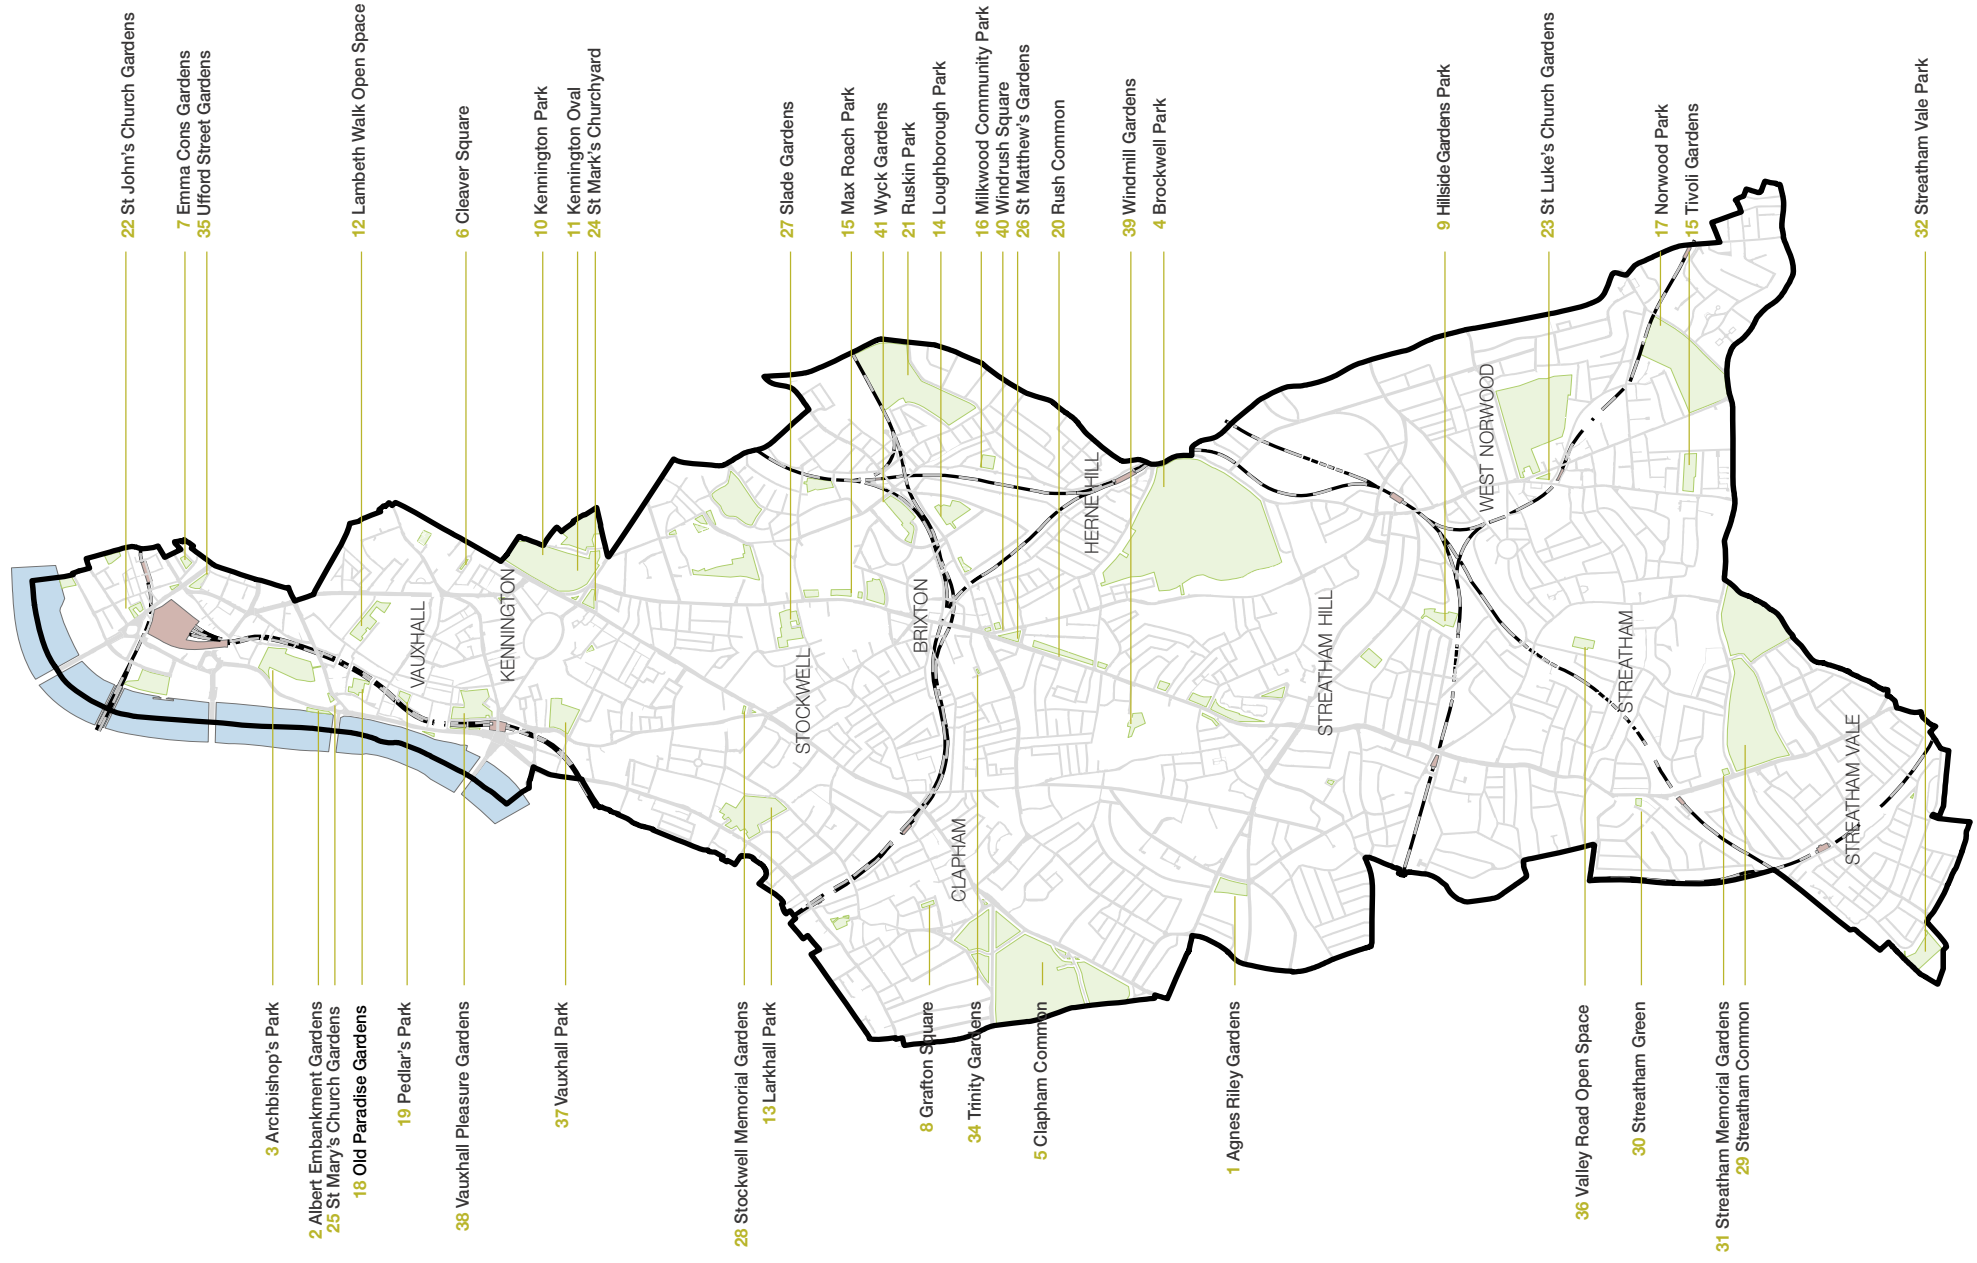 22 St John's Church Gardens
7 Emma Cons Gardens
35 Ufford Street Gardens
12 Lambeth Walk Open Space
6 Cleaver Square
10 Kennington Park
11 Kennington Oval
24 St Mark's Churchyard
27 Slade Gardens
15 Max Roach Park
41 Wyck Gardens
21 Ruskin Park
14 Loughborough Park
16 Milkwood Community Park
40 Windrush Square
26 St Matthew's Gardens
20 Rush Common
39 Windmill Gardens
4 Brockwell Park
9 Hillside Gardens Park
23 St Luke's Church Gardens
17 Norwood Park
15 Tivoli Gardens
32 Streatham Vale Park
VAUXHALL
KENNINGTON
STOCKWELL
BRIXTON
CLAPHAM
HERNE HILL
STREATHAM HILL
WEST NORWOOD
STREATHAM
STREATHAM VALE
3 Archbishop's Park
2 Albert Embankment Gardens
25 St Mary's Church Gardens
18 Old Paradise Gardens
19 Pedlar's Park
38 Vauxhall Pleasure Gardens
37 Vauxhall Park
28 Stockwell Memorial Gardens
13 Larkhall Park
8 Grafton Square
34 Trinity Gardens
5 Clapham Common
1 Agnes Riley Gardens
36 Valley Road Open Space
30 Streatham Green
31 Streatham Memorial Gardens
29 Streatham Common